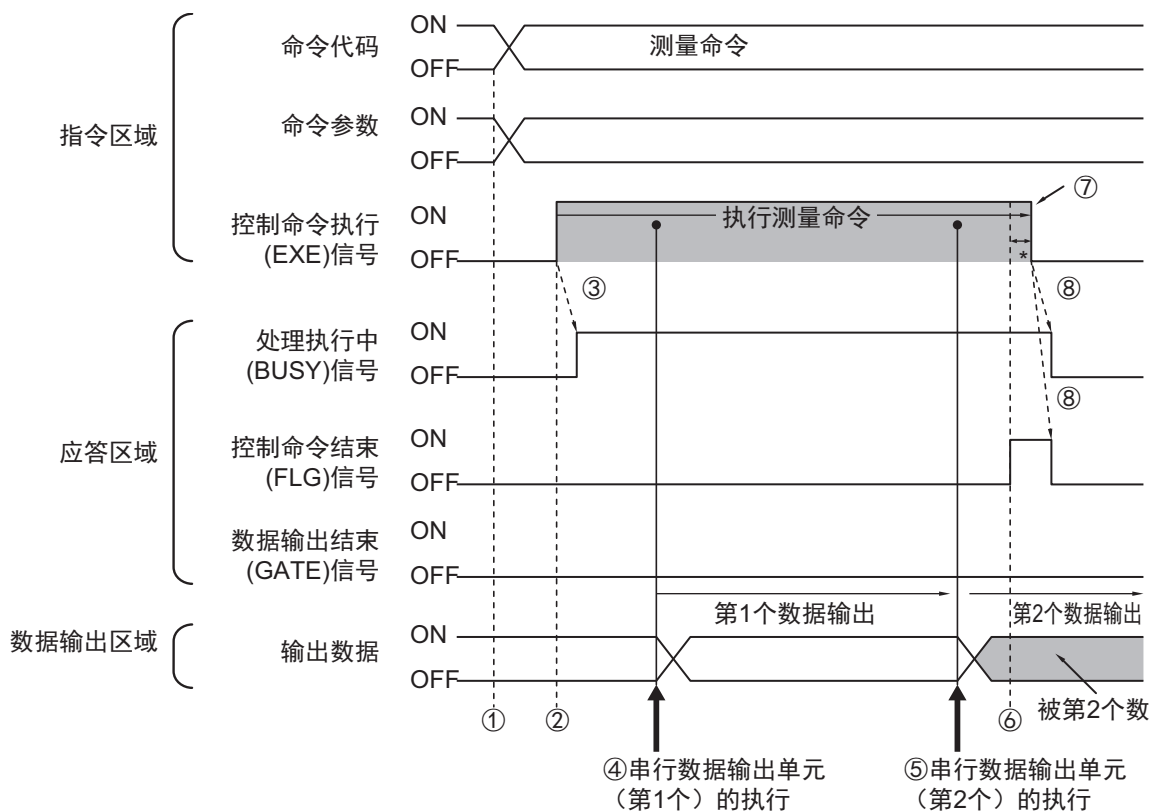 指令区域
命令代码
ON
OFF
测量命令
命令参数
ON
OFF
控制命令执行
(EXE)信号
ON
OFF
执行测量命令
⑦
*
③
⑧
应答区域
处理执行中
(BUSY)信号
ON
OFF
⑧
控制命令结束
(FLG)信号
ON
OFF
数据输出结束
(GATE)信号
ON
OFF
第1个数据输出
第2个数据输出
数据输出区域
输出数据
ON
OFF
①
②
⑥
被第2个数
④串行数据输出单元
(第1个)的执行
⑤串行数据输出单元
(第2个)的执行